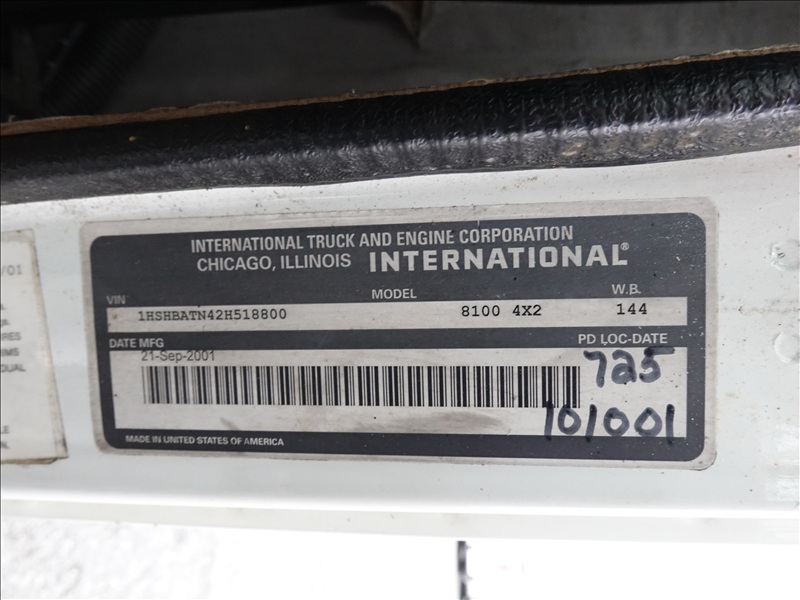 INTERNATIONAL TRUCK AND ENGINE CORPORATION
CHICAGO, ILLINOIS INTERNATIONAL®
VIN MODEL W.B.
1HSHBATN42H518800 8100 4X2 144
DATE MFG PD LOC-DATE
21-Sep-2001
725
101001
MADE IN UNITED STATES OF AMERICA
/01